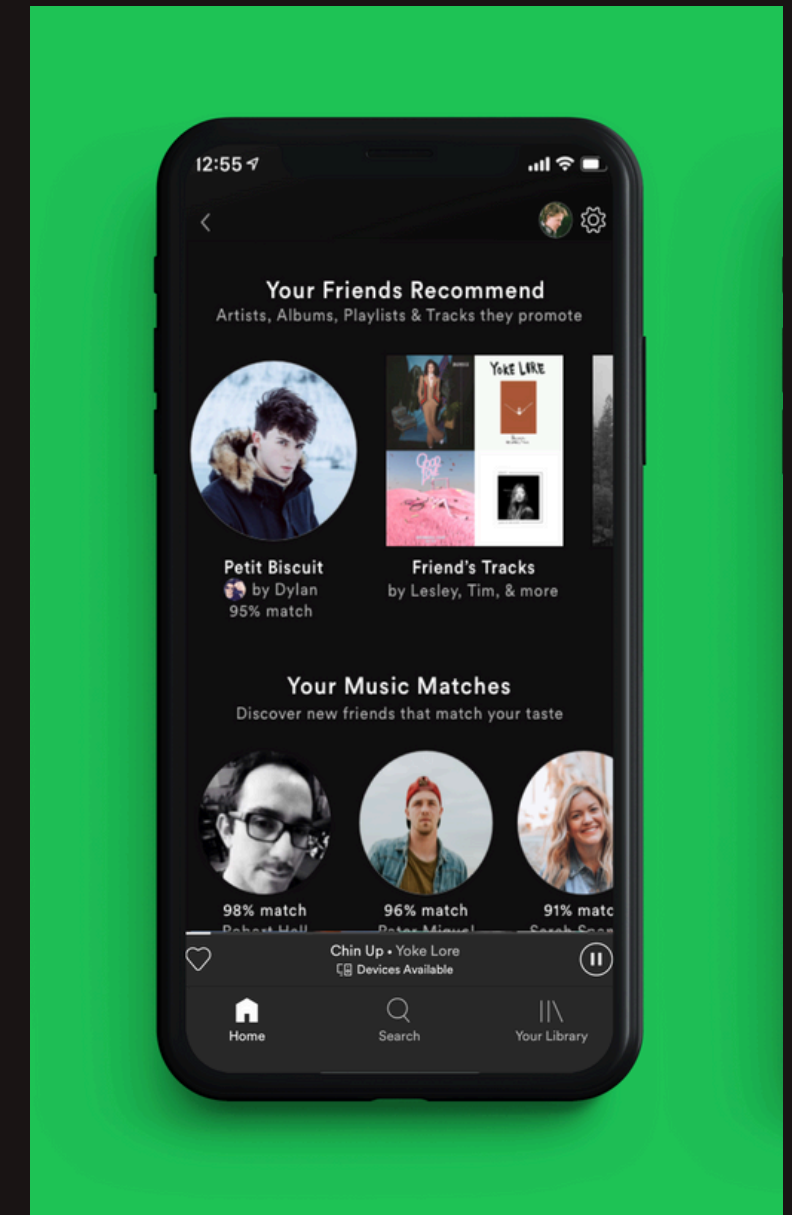 12:55
Your Friends Recommend
Artists, Albums, Playlists & Tracks they promote
YOKE LORE
Petit Biscuit
by Dylan
95% match
Friend's Tracks
by Lesley, Tim, & more
Your Music Matches
Discover new friends that match your taste
98% match
96% match
91% matc
Chin Up • Yoke Lore
Devices Available
Home
Search
Your Library